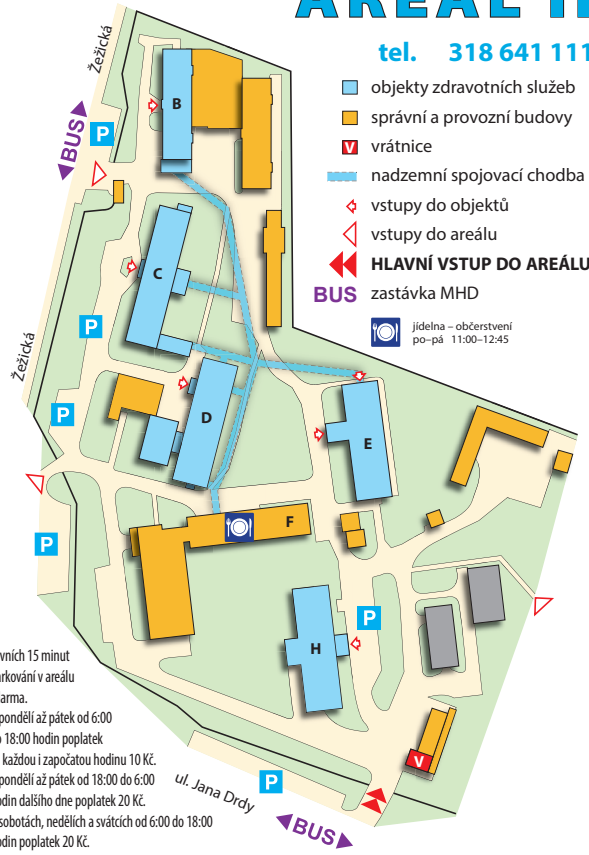 AREÁL II
tel. 318 641 111
objekty zdravotních služeb
správní a provozní budovy
V vrátnice
nadzemní spojovací chodba
vstupy do objektů
vstupy do areálu
HLAVNÍ VSTUP DO AREÁLU
BUS zastávka MHD
jídelna – občerstvení
po–pá 11:00–12:45
Žežická
BUS
P
B
C
P
Žežická
P
D
E
P
F
H
P
V
P
ul. Jana Drdy
BUS
vních 15 minut
arkování v areálu
darma.
pondělí až pátek od 6:00
o 18:00 hodin poplatek
každou i započatou hodinu 10 Kč.
pondělí až pátek od 18:00 do 6:00
odin dalšího dne poplatek 20 Kč.
sobotách, nedělích a svátcích od 6:00 do 18:00
odin poplatek 20 Kč.